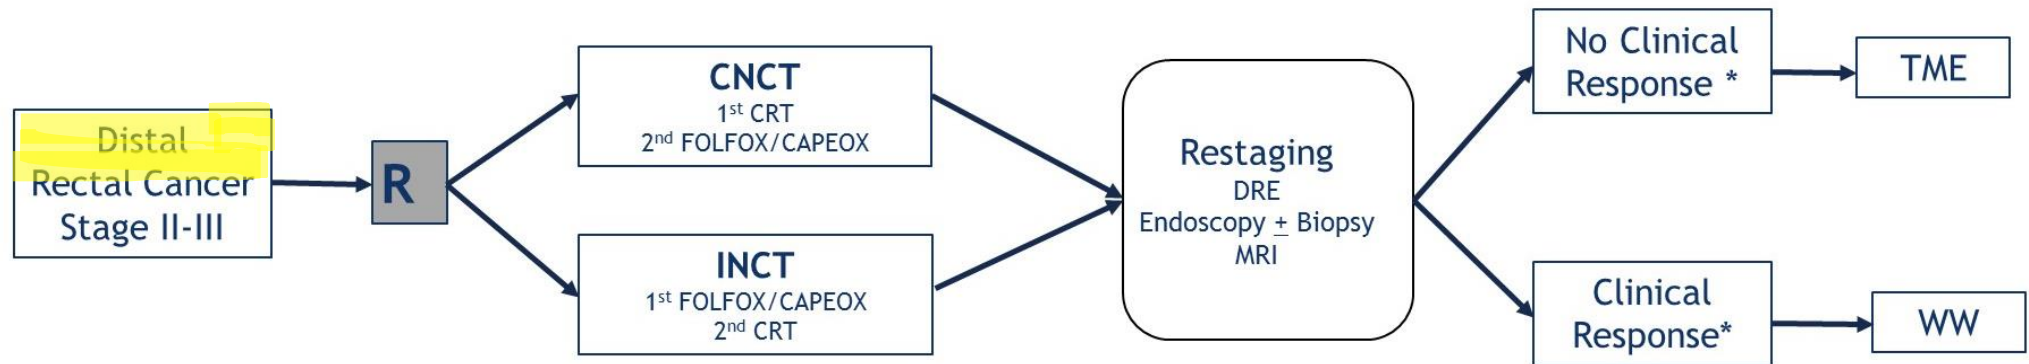 Distal
Rectal Cancer
Stage II-III
R
CNCT
1st CRT
2nd FOLFOX/CAPEOX
INCT
1st FOLFOX/CAPEOX
2nd CRT
Restaging
DRE
Endoscopy ± Biopsy
MRI
No Clinical
Response *
TME
Clinical
Response*
WW